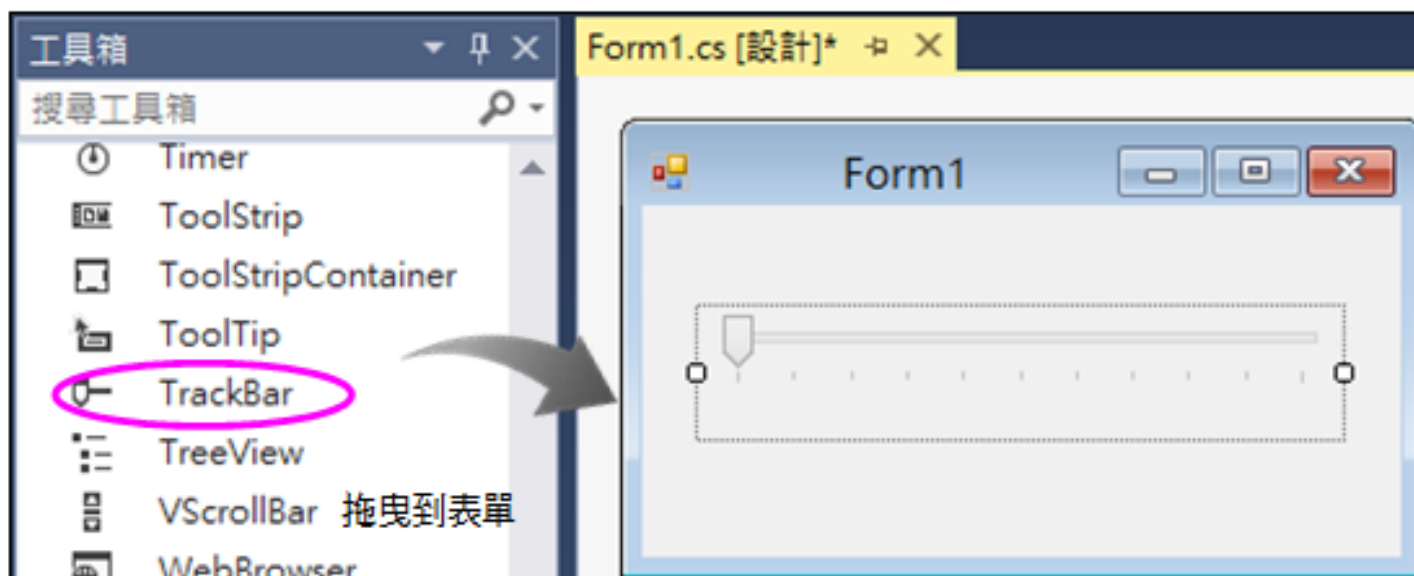 工具箱
Form1.cs [設計]*
搜尋工具箱
Timer
Form1
ToolStrip
ToolStripContainer
ToolTip
TrackBar
TreeView
VScrollBar 拖曳到表單
WebBrowser